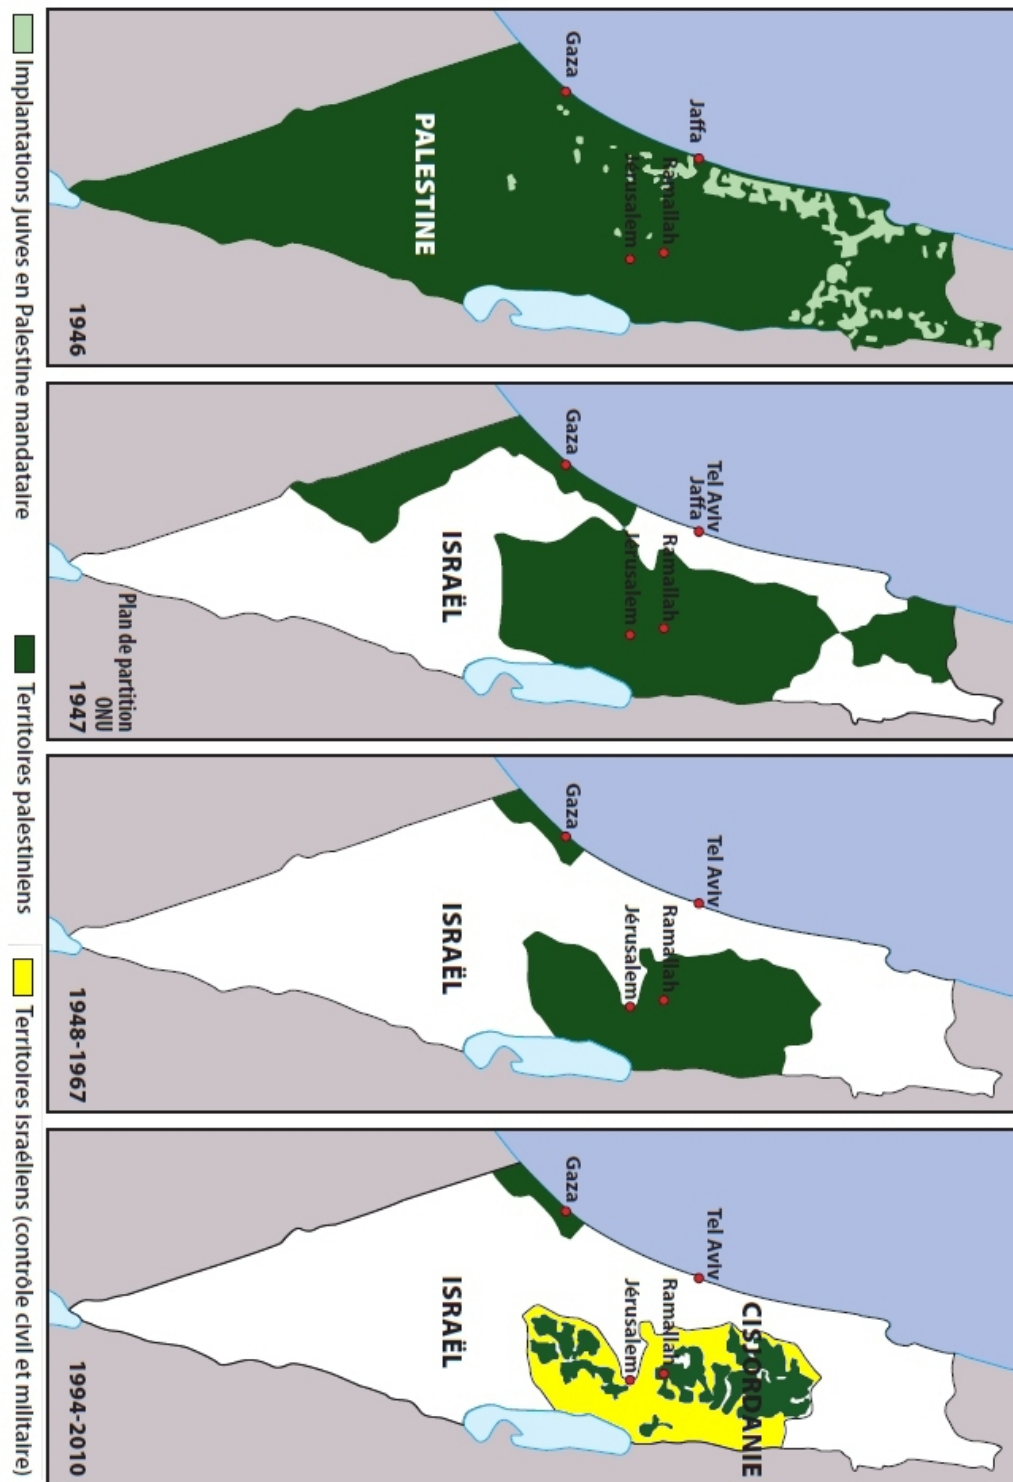 Gaza
Jaffa
Ramallah
Jérusalem
PALESTINE
1946
Gaza
Tel Aviv
Jaffa
Ramallah
Jérusalem
ISRAËL
Plan de partition
ONU
1947
Gaza
Tel Aviv
Ramallah
Jérusalem
ISRAËL
1948-1967
Gaza
Tel Aviv
CISJORDANIE
Ramallah
Jérusalem
ISRAËL
1994-2010
Implantations juives en Palestine mandataire
Territoires palestiniens
Territoires israéliens (contrôle civil et militaire)